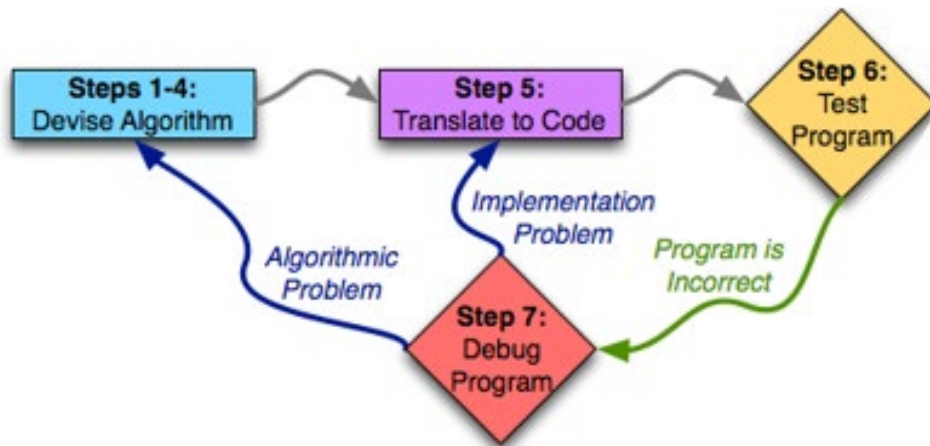 Steps 1-4:
Devise Algorithm
Step 5:
Translate to Code
Step 6:
Test
Program
Implementation
Problem
Algorithmic
Problem
Program is
Incorrect
Step 7:
Debug
Program